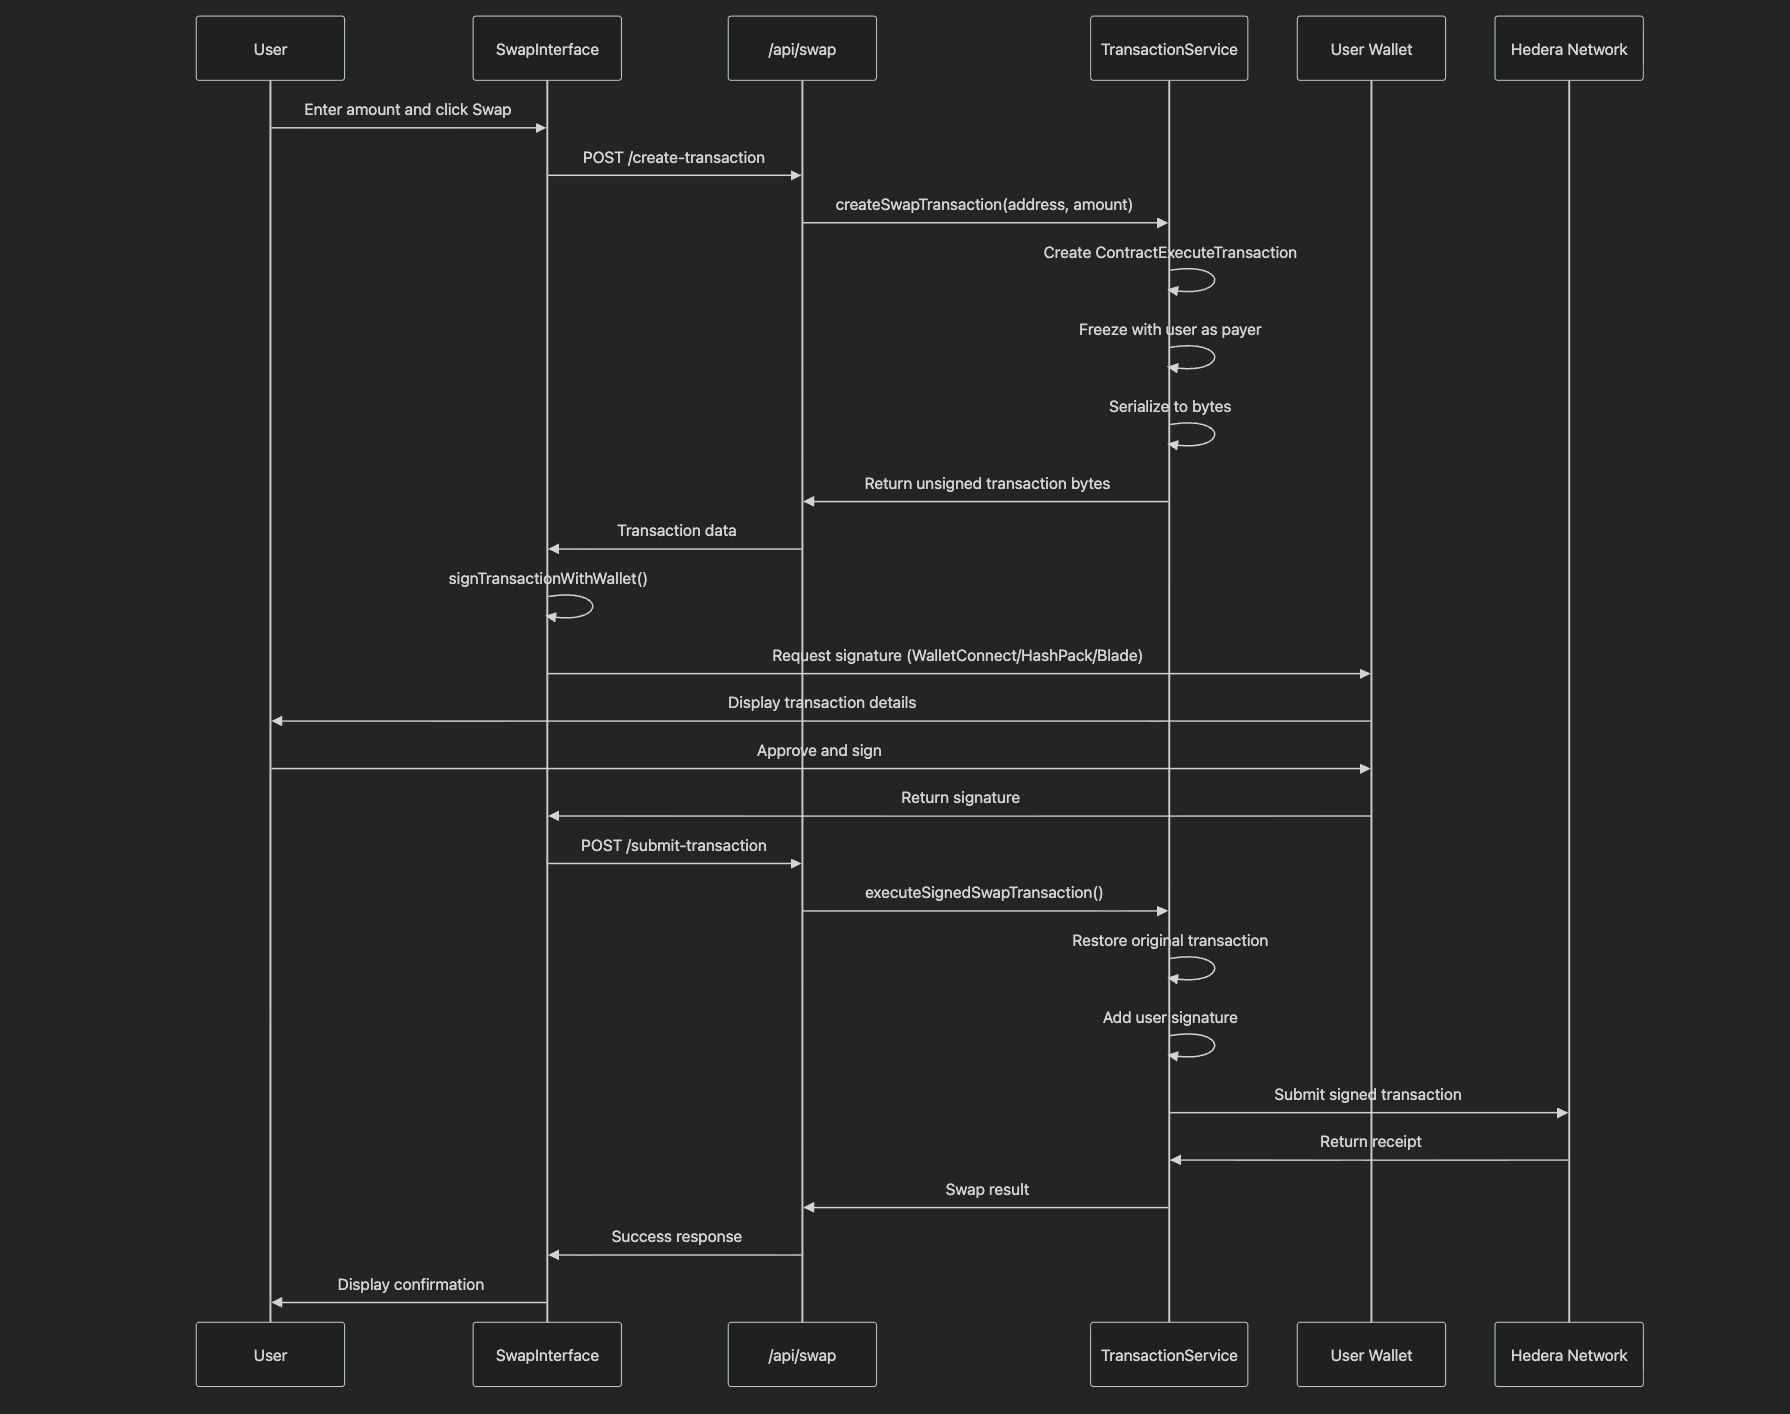 User
SwapInterface
/api/swap
TransactionService
User Wallet
Hedera Network
Enter amount and click Swap
POST /create-transaction
createSwapTransaction(address, amount)
Create ContractExecuteTransaction
Freeze with user as payer
Serialize to bytes
Return unsigned transaction bytes
Transaction data
signTransactionWithWallet()
Request signature (WalletConnect/HashPack/Blade)
Display transaction details
Approve and sign
Return signature
POST /submit-transaction
executeSignedSwapTransaction()
Restore original transaction
Add user signature
Submit signed transaction
Return receipt
Swap result
Success response
Display confirmation
User
SwapInterface
/api/swap
TransactionService
User Wallet
Hedera Network